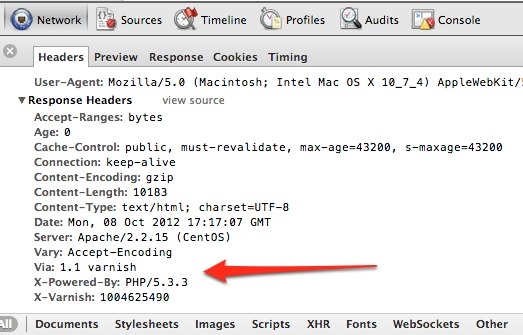 Network Sources Timeline Profiles Audits Console
Headers Preview Response Cookies Timing
User-Agent: Mozilla/5.0 (Macintosh; Intel Mac OS X 10_7_4) AppleWebKit/5
▼Response Headers view source
Accept-Ranges: bytes
Age: 0
Cache-Control: public, must-revalidate, max-age=43200, s-maxage=43200
Connection: keep-alive
Content-Encoding: gzip
Content-Length: 10183
Content-Type: text/html; charset=UTF-8
Date: Mon, 08 Oct 2012 17:17:07 GMT
Server: Apache/2.2.15 (CentOS)
Vary: Accept-Encoding
Via: 1.1 varnish
X-Powered-By: PHP/5.3.3
X-Varnish: 1004625490
All Documents Stylesheets Images Scripts XHR Fonts WebSockets Other